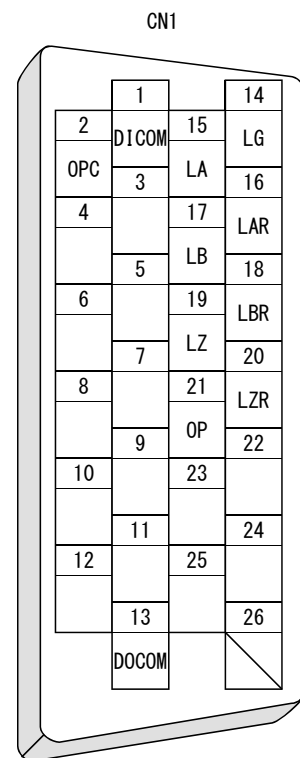 CN1
1 14
2 DICOM 15 LG
OPC 3 LA 16
4 17 LAR
5 LB 18
6 19 LBR
7 LZ 20
8 21 LZR
9 OP 22
10 23
11 24
12 25
13 26
DOCOM